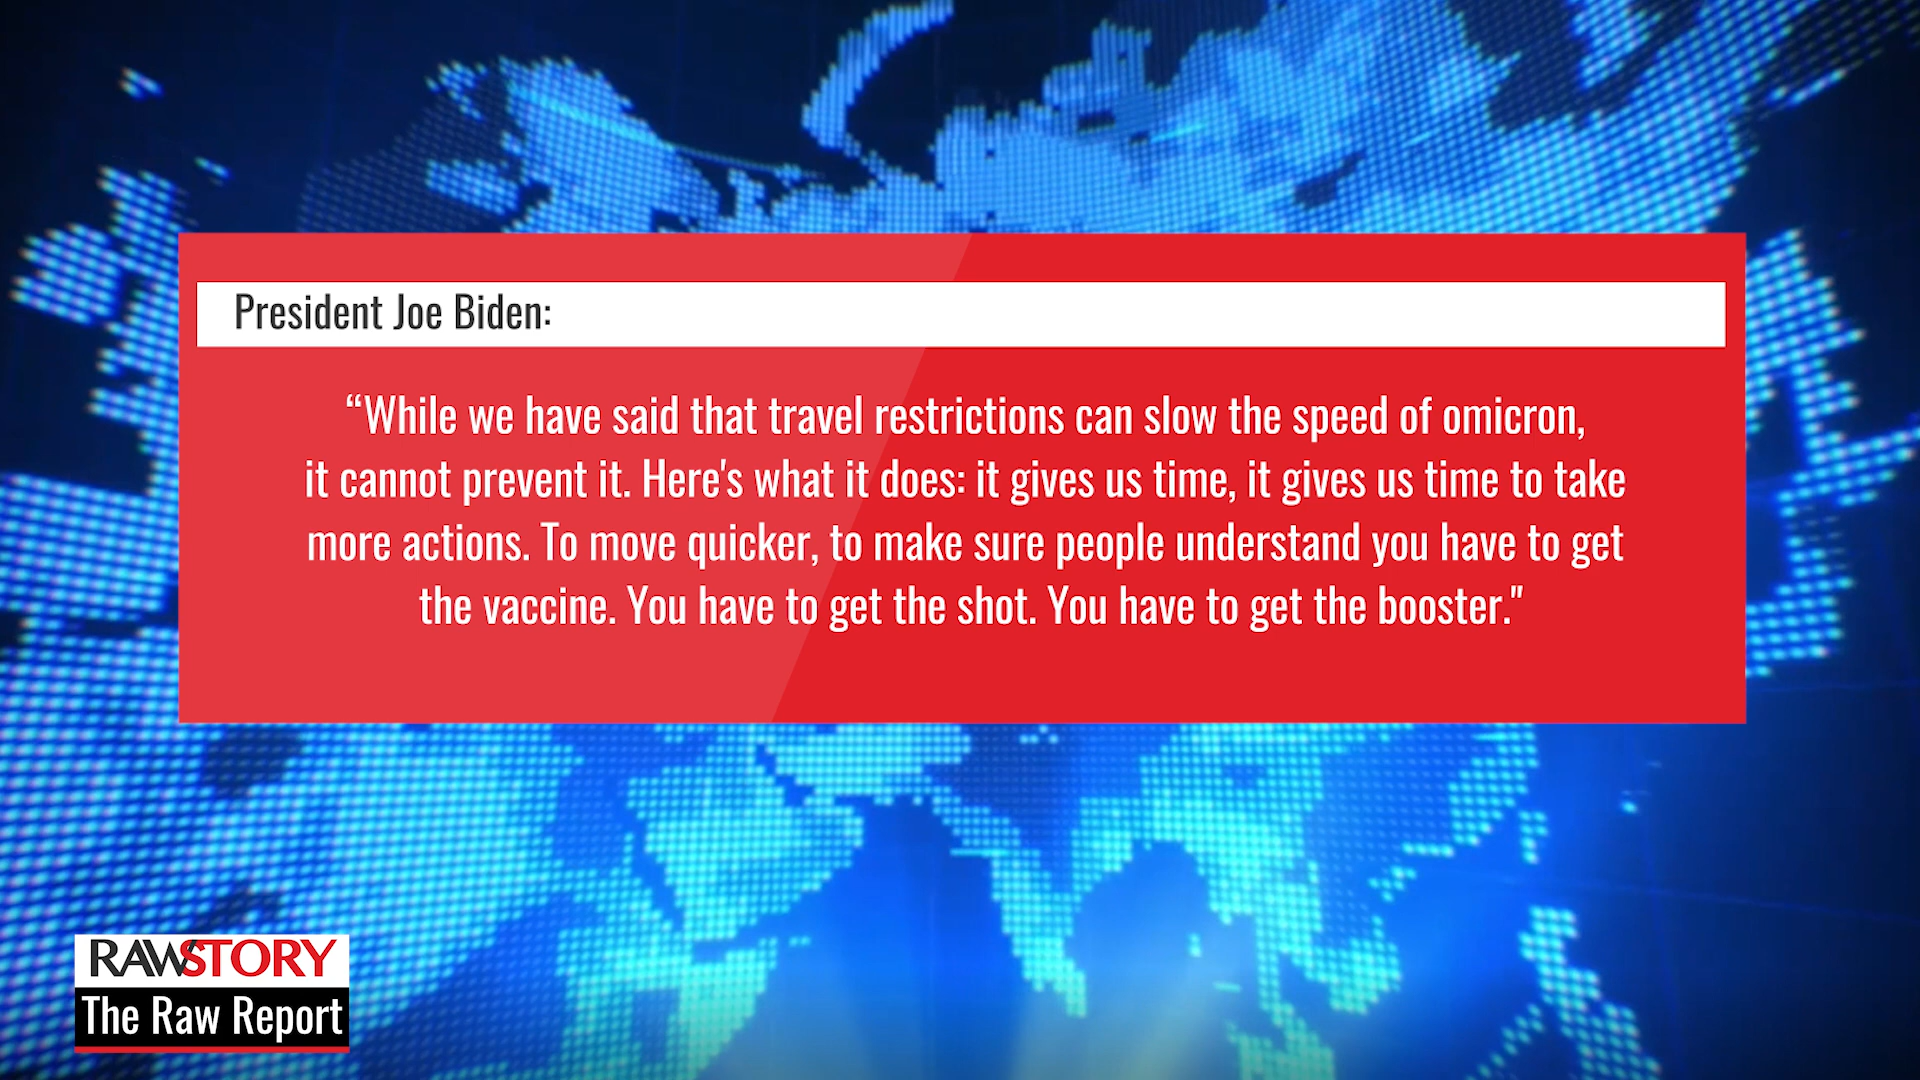 President Joe Biden:
“While we have said that travel restrictions can slow the speed of omicron,
it cannot prevent it. Here's what it does: it gives us time, it gives us time to take
more actions. To move quicker, to make sure people understand you have to get
the vaccine. You have to get the shot. You have to get the booster."
RAWSTORY
The Raw Report